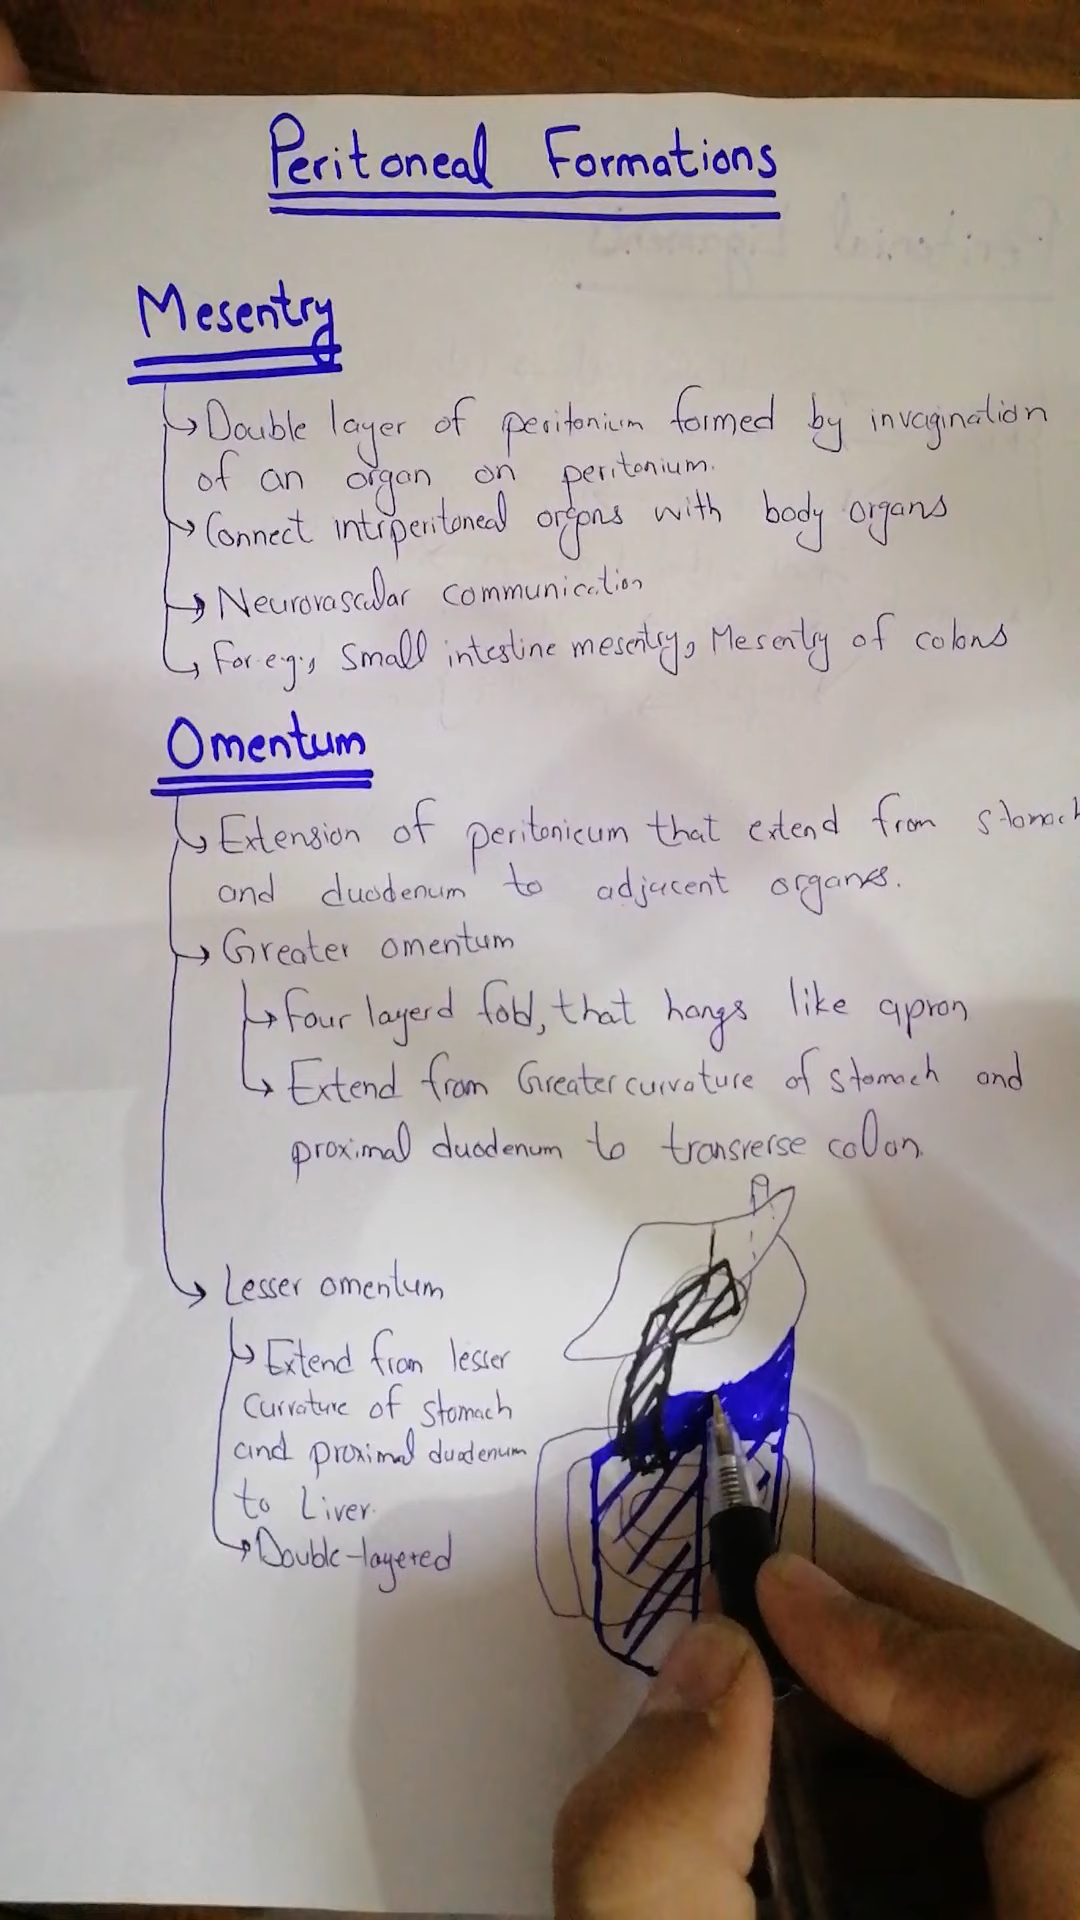 Peritoneal Formations
Mesentry
Double layer of peritonium formed by invagination
of an organ on peritonium.
Connect intrperitoneal organs with body organs
Neurovascular communication
For e.g., Small intestine mesentry, Mesentry of colons
Omentum
Extension of peritonicum that extend from stomach
and duodenum to adjacent organs.
Greater omentum
Four layerd fold, that hangs like apron
Extend from Greater curvature of stomach and
proximal duodenum to transverse colon.
Lesser omentum
Extend from lesser
curvature of stomach
and proximal duodenum
to Liver.
Double-layered